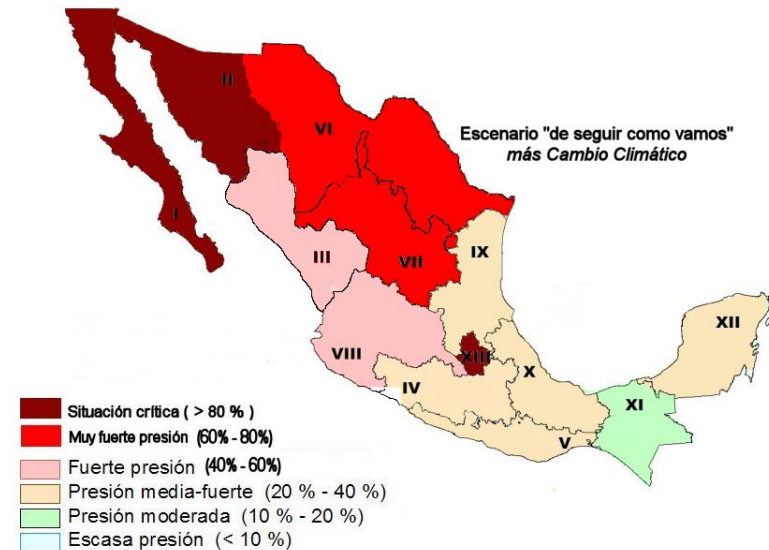 II
VI
Escenario "de seguir como vamos"
más Cambio Climático
I
III
VII
IX
XII
VIII
XIII
X
IV
XI
V
Situación crítica ( > 80 % )
Muy fuerte presión (60% - 80%)
Fuerte presión (40% - 60%)
Presión media-fuerte (20 % - 40 %)
Presión moderada (10 % - 20 %)
Escasa presión (< 10 %)